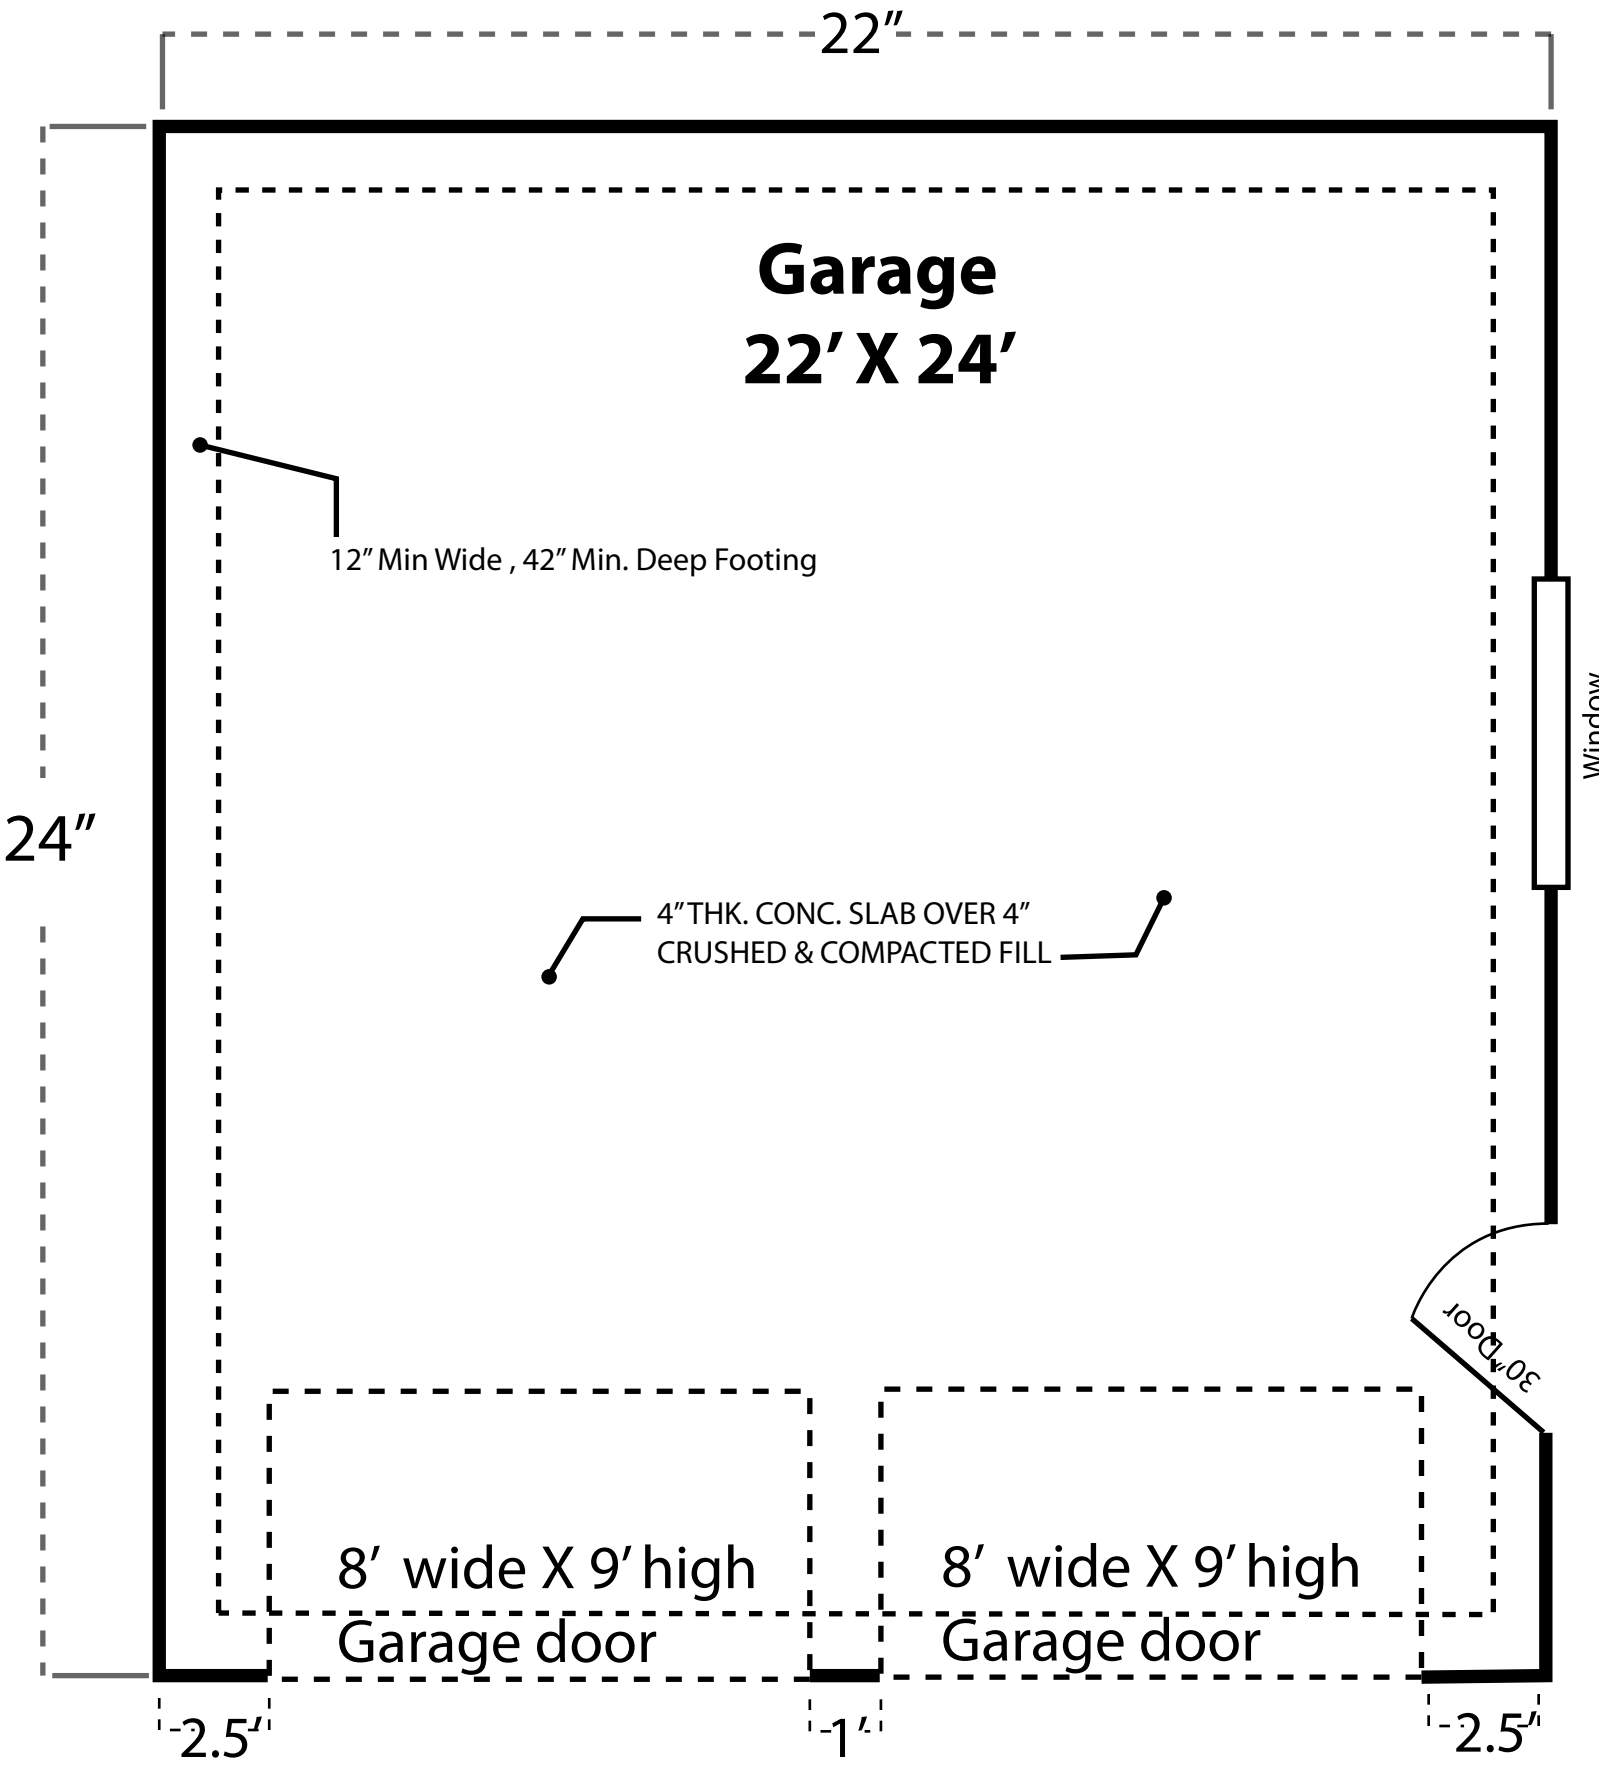 22”
Garage
22’ X 24’
12” Min Wide , 42” Min. Deep Footing
Window
24”
4” THK. CONC. SLAB OVER 4”
CRUSHED & COMPACTED FILL
30” Door
8’ wide X 9’ high
Garage door
8’ wide X 9’ high
Garage door
2.5’
1’
2.5’